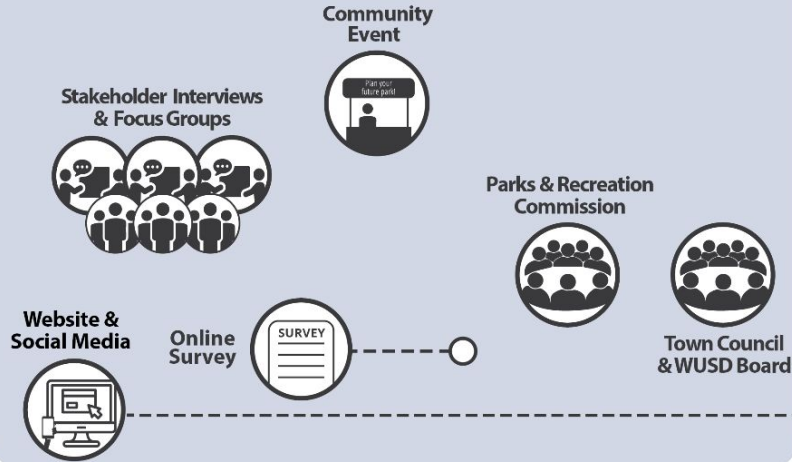 Community
Event
Plan your
future park!
Stakeholder Interviews
& Focus Groups
Parks & Recreation
Commission
Website &
Social Media
Online
Survey
SURVEY
Town Council
& WUSD Board